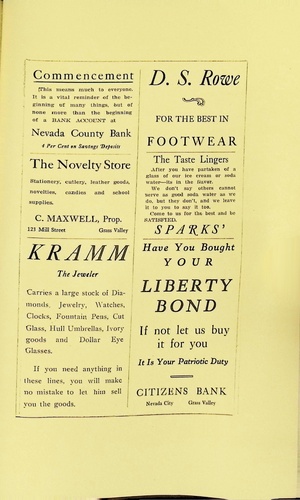 Commencement
This means much to everyone.
It is a vital reminder of the be-
ginning of many things, but of
none more than the beginning
of a BANK ACCOUNT at
Nevada County Bank
4 Per Cent on Savings Deposits
The Novelty Store
Stationery, cutlery, leather goods,
novelties, candies and school
supplies.
C. MAXWELL, Prop.
123 Mill Street Grass Valley
KRAMM
The Jeweler
Carries a large stock of Dia-
monds, Jewelry, Watches,
Clocks, Fountain Pens, Cut
Glass, Hull Umbrellas, Ivory
goods and Dollar Eye
Glasses.
If you need anything in
these lines, you will make
no mistake to let him sell
you the goods.
D. S. Rowe
FOR THE BEST IN
FOOTWEAR
The Taste Lingers
After you have partaken of a
glass of our ice cream or soda
water—its in the flavor.
We don't say others cannot
serve as good soda water as we
do, but they don't, and we leave
it to you to say it too.
Come to us for the best and be
SATISFIED.
SPARKS'
Have You Bought
YOUR
LIBERTY
BOND
If not let us buy
it for you
It Is Your Patriotic Duty
CITIZENS BANK
Nevada City Grass Valley